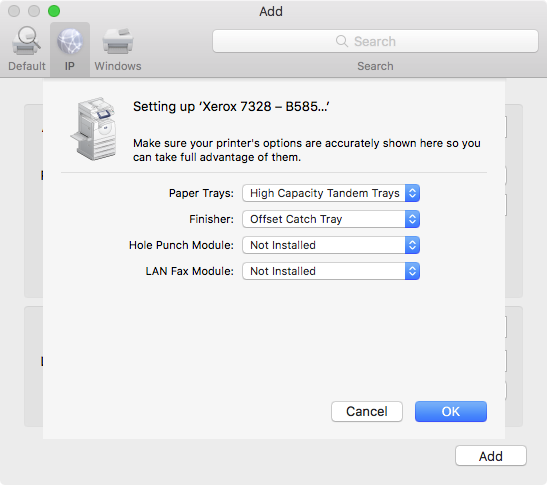 Add
Default IP Windows
Search
Search
Setting up ‘Xerox 7328 – B585...’
Make sure your printer's options are accurately shown here so you
can take full advantage of them.
Paper Trays: High Capacity Tandem Trays
Finisher: Offset Catch Tray
Hole Punch Module: Not Installed
LAN Fax Module: Not Installed
Cancel OK
Add